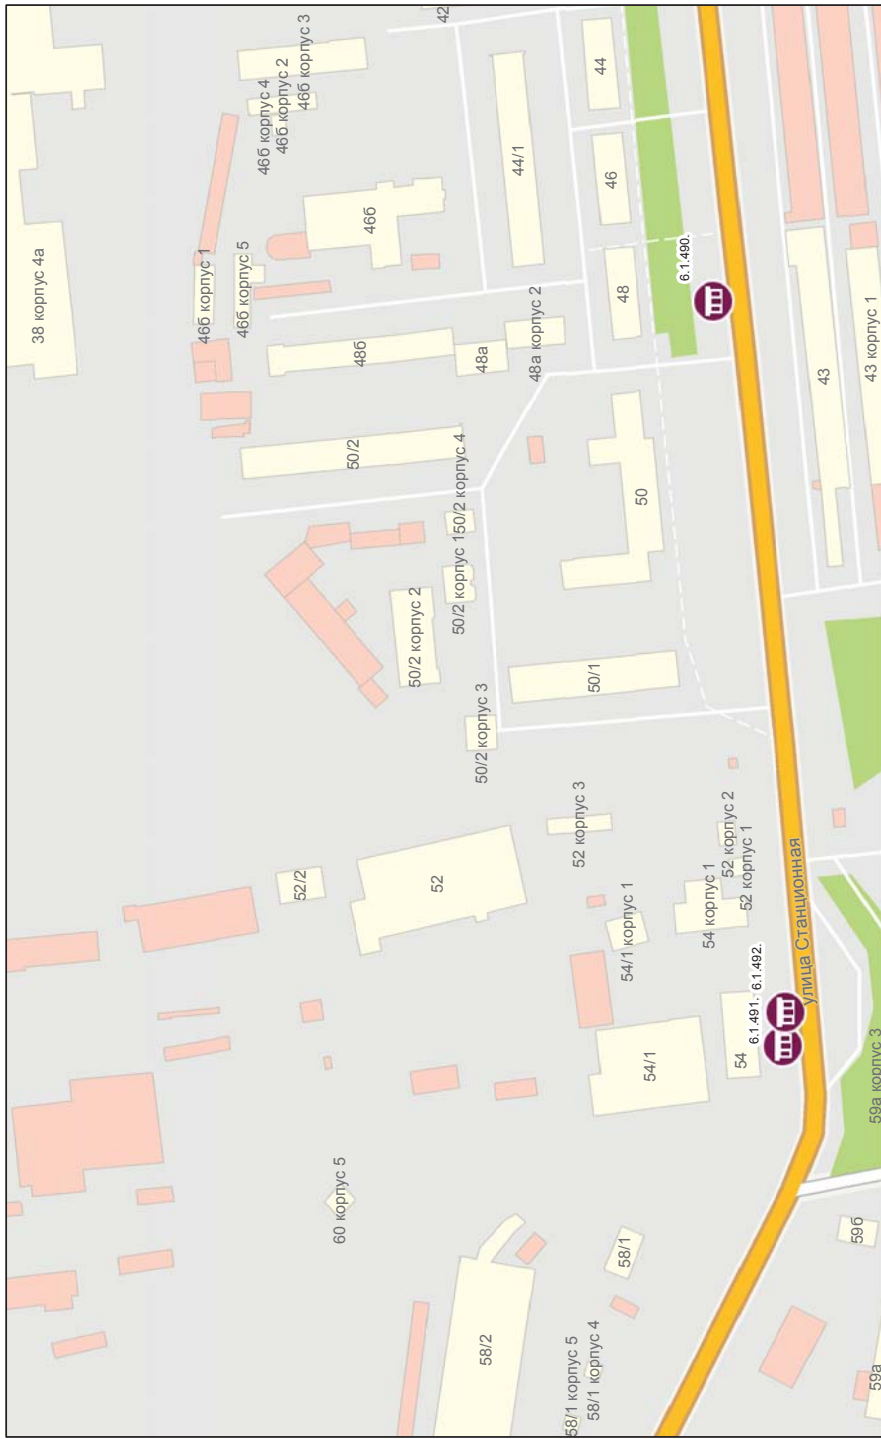 38 корпус 4а
46б корпус 1
46б корпус 5
46б корпус 4
46б корпус 2
46б корпус 3
42
46б
44/1
44
46
48
48б
48а
48а корпус 2
6.1.490.
43
43 корпус 1
50/2
50/2 корпус 4
50/2 корпус 1
50/2 корпус 2
50/2 корпус 3
50
50/1
52/2
52
52 корпус 3
52 корпус 2
52 корпус 1
54 корпус 1
54/1 корпус 1
54/1
54
6.1.491.
6.1.492.
улица Станционная
59а корпус 3
60 корпус 5
58/2
58/1
58/1 корпус 5
58/1 корпус 4
59б
59а